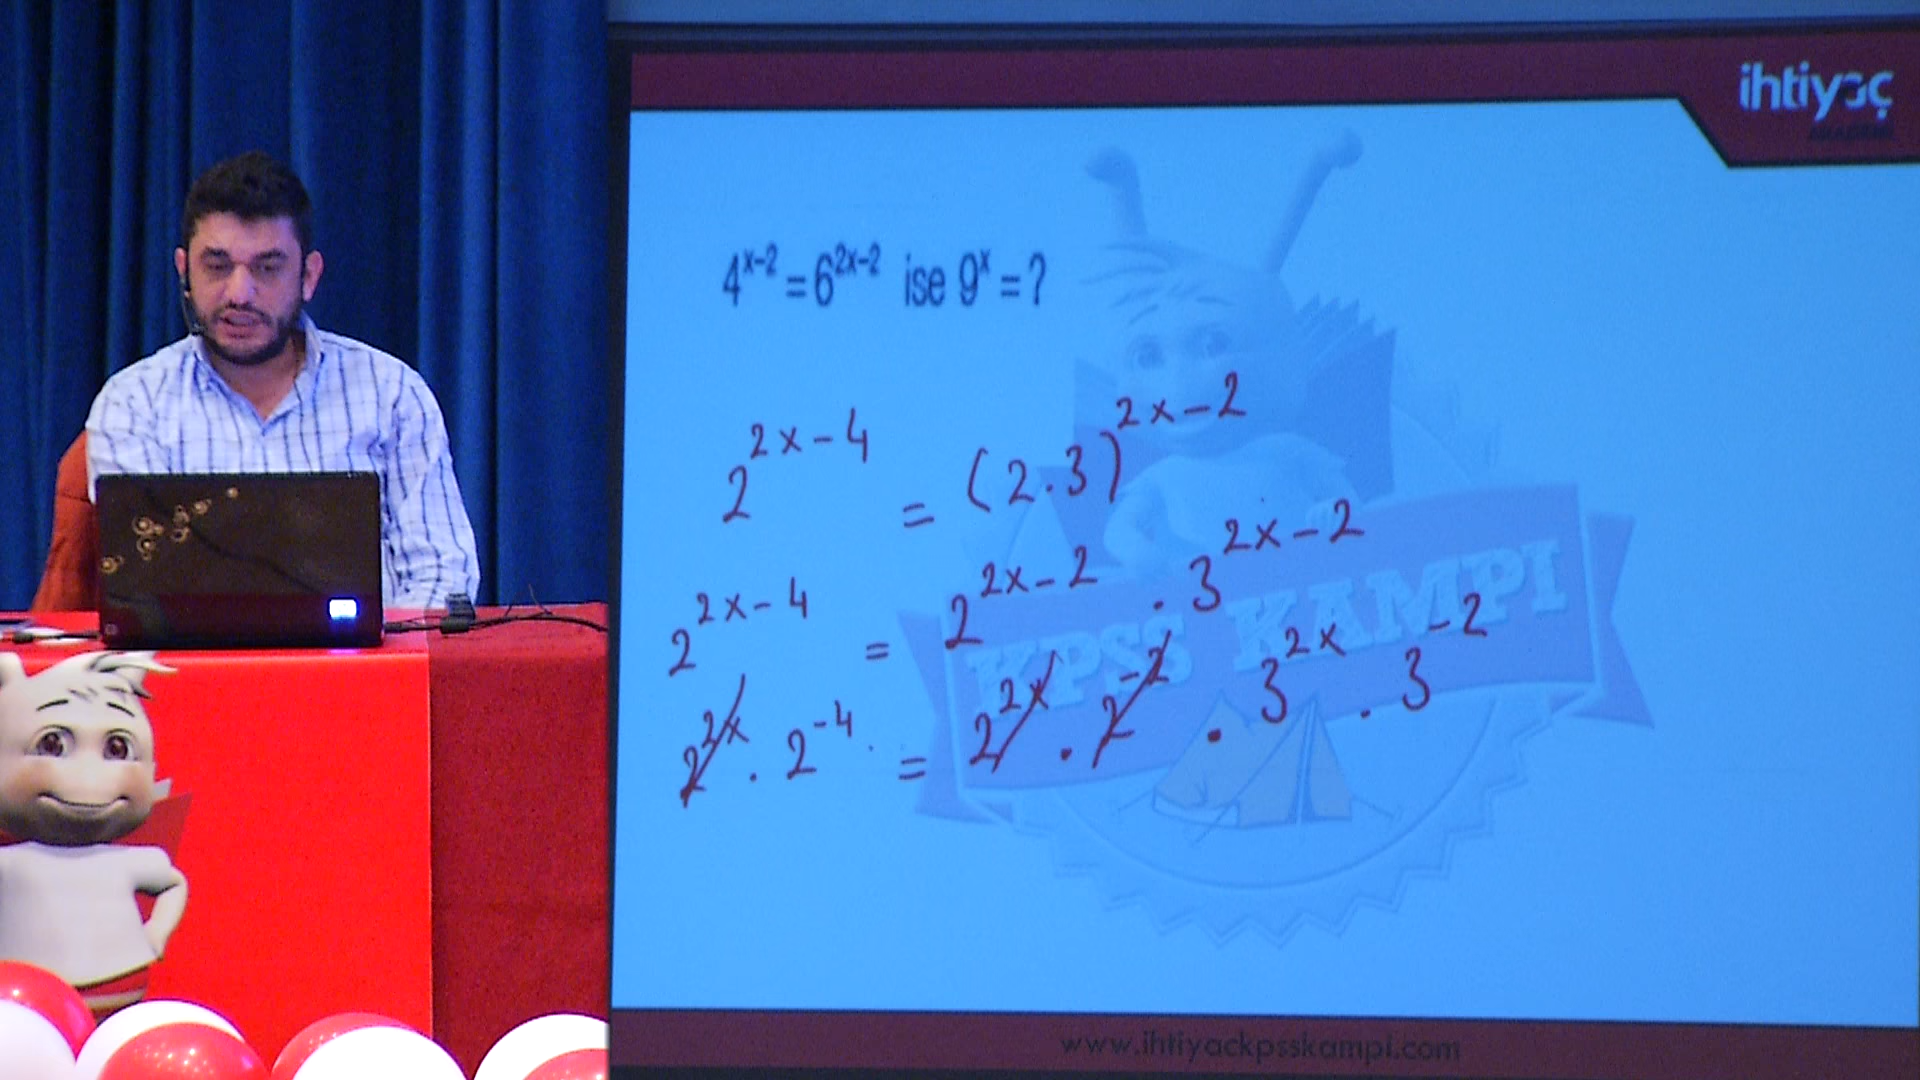 ihtiyaç
AKADEMİ
4^{x-2} = 6^{2x-2} ise 9^x = ?
2^{2x-4} = (2.3)^{2x-2}
2^{2x-4} = 2^{2x-2} . 3^{2x-2}
2^{2x} . 2^{-4} = 2^{2x} . 2^{-2} . 3^{2x} . 3^{-2}
KPSS KAMPI
www.ihtiyackpsskampi.com